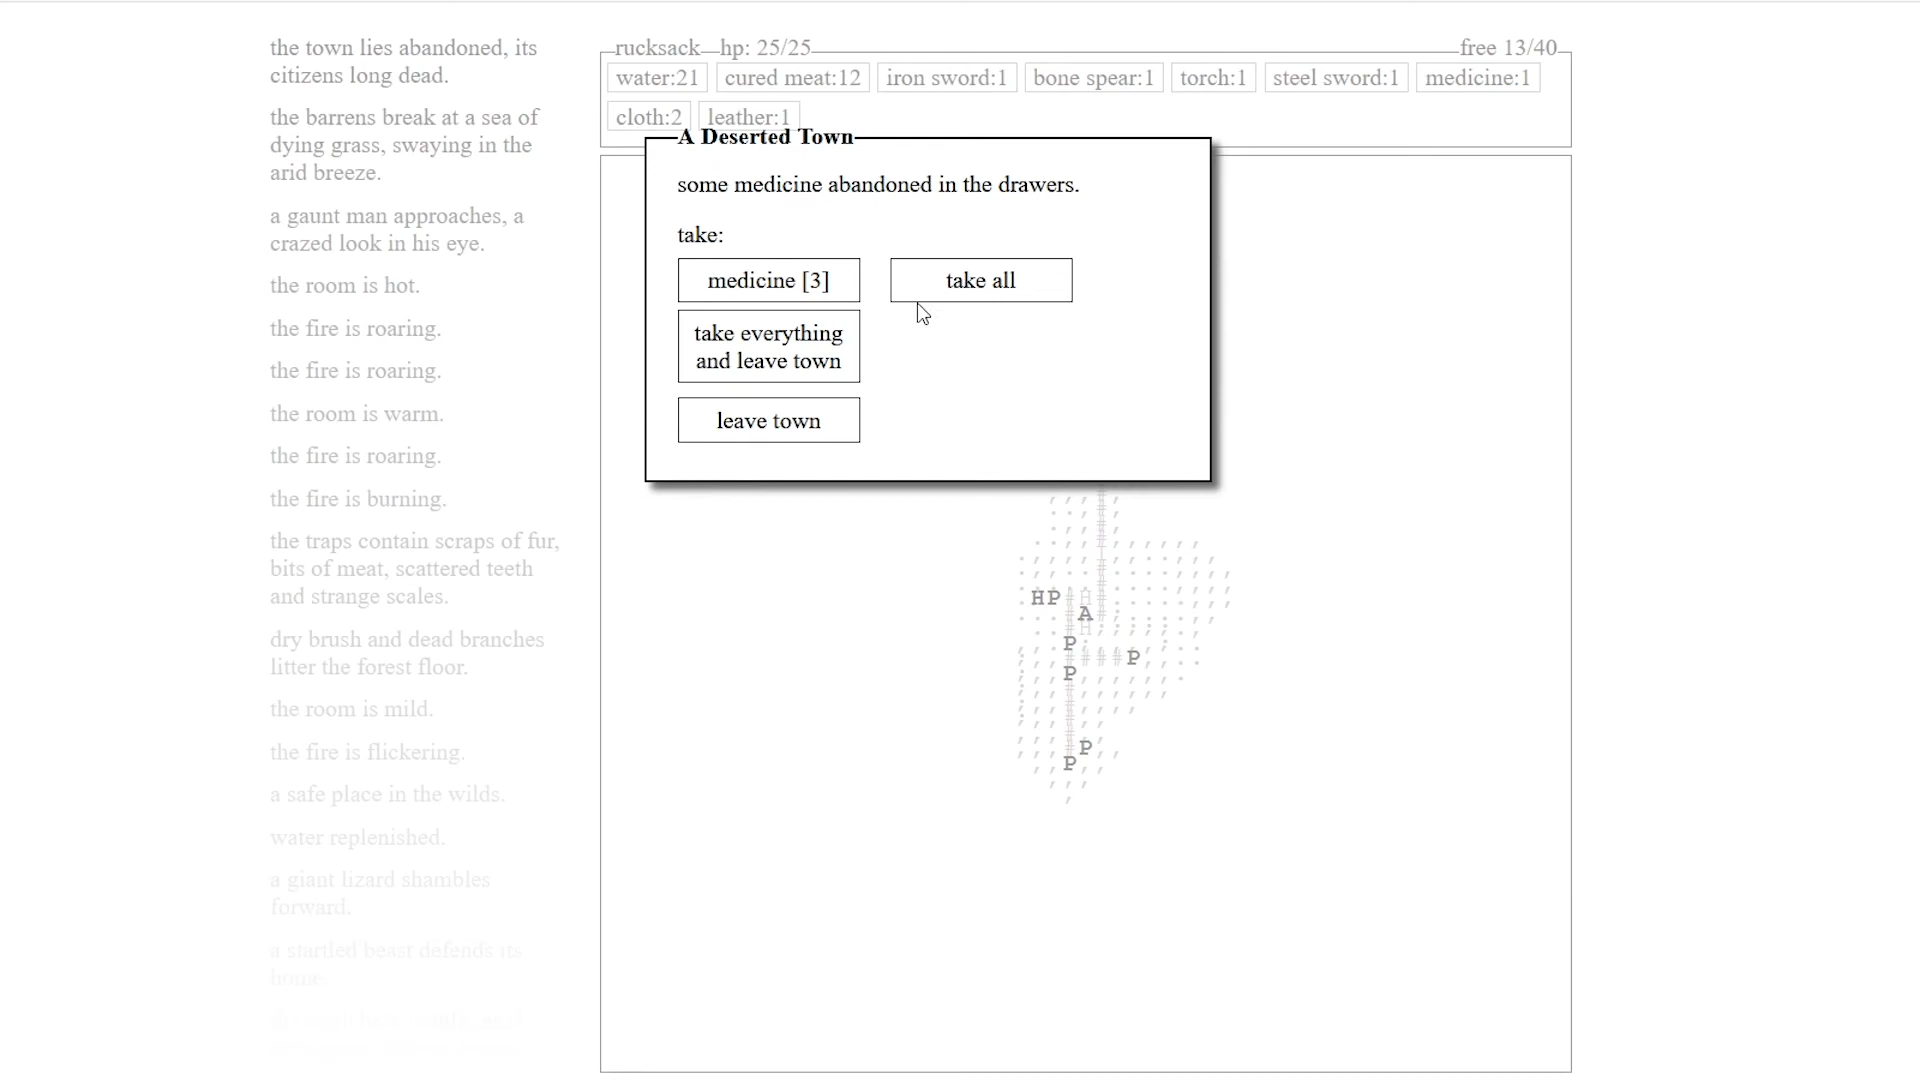 the town lies abandoned, its
citizens long dead.
the barrens break at a sea of
dying grass, swaying in the
arid breeze.
a gaunt man approaches, a
crazed look in his eye.
the room is hot.
the fire is roaring.
the fire is roaring.
the room is warm.
the fire is roaring.
the fire is burning.
the traps contain scraps of fur,
bits of meat, scattered teeth
and strange scales.
dry brush and dead branches
litter the forest floor.
the room is mild.
the fire is flickering.
a safe place in the wilds.
water replenished.
a giant lizard shambles
forward.
a startled beast defends its
home.
rucksack hp: 25/25 free 13/40
water:21 cured meat:12 iron sword:1 bone spear:1 torch:1 steel sword:1 medicine:1
cloth:2 leather:1
A Deserted Town
some medicine abandoned in the drawers.
take:
medicine [3] take all
take everything
and leave town
leave town
HP
A
P
P
P
P
P